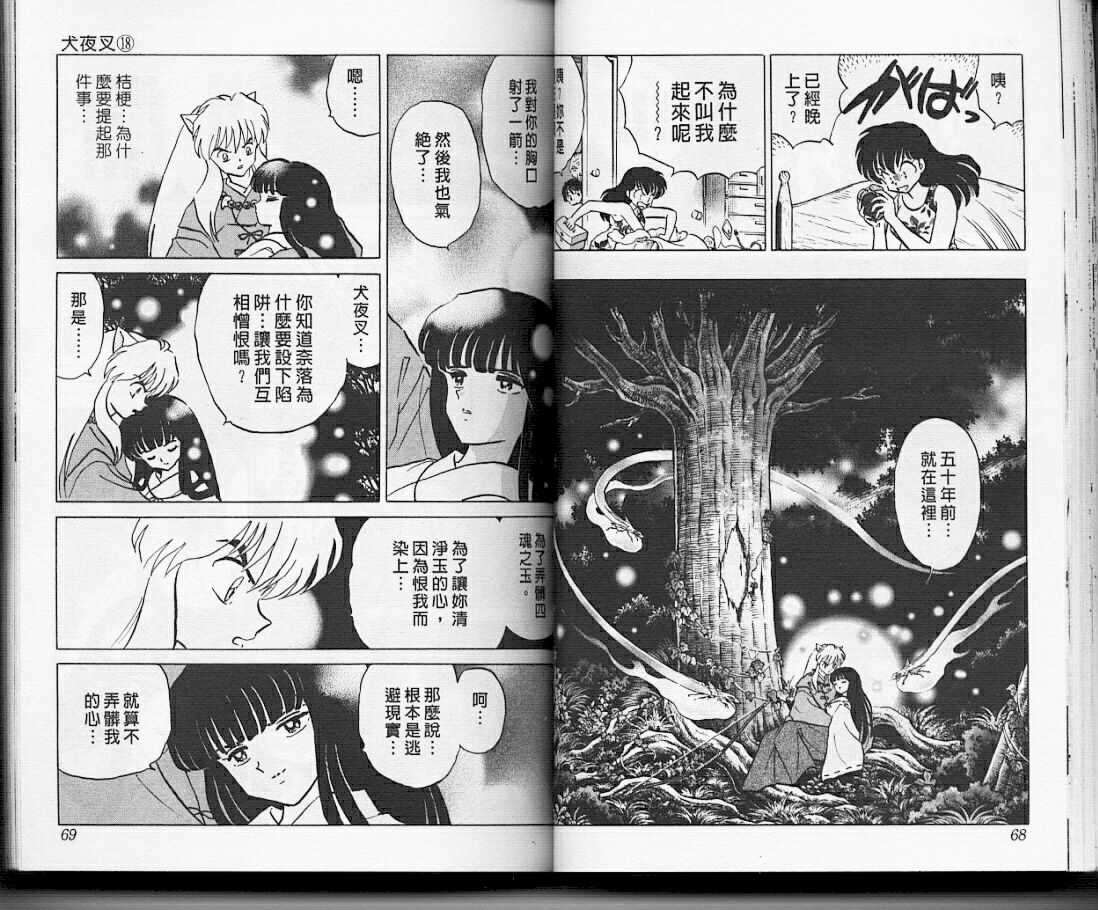 咦？
已經晚
上了？
がばっ
為什麼
不叫我
起來呢
～～～～？
咦？妳不是
五十年前…
就在這裡…
68
犬夜叉⑱
我對你的胸口
射了一箭…
然後我也氣
絕了…
嗯……
桔梗…為什
麼要提起那
件事…
犬夜叉…
你知道奈落為
什麼要設下陷
阱…讓我們互
相憎恨嗎？
那是……
為了弄髒四
魂之玉。
為了讓妳清
淨玉的心，
因為恨我而
染上…
呵…
那麼說…
根本是逃
避現實…
就算不
弄髒我
的心…
69